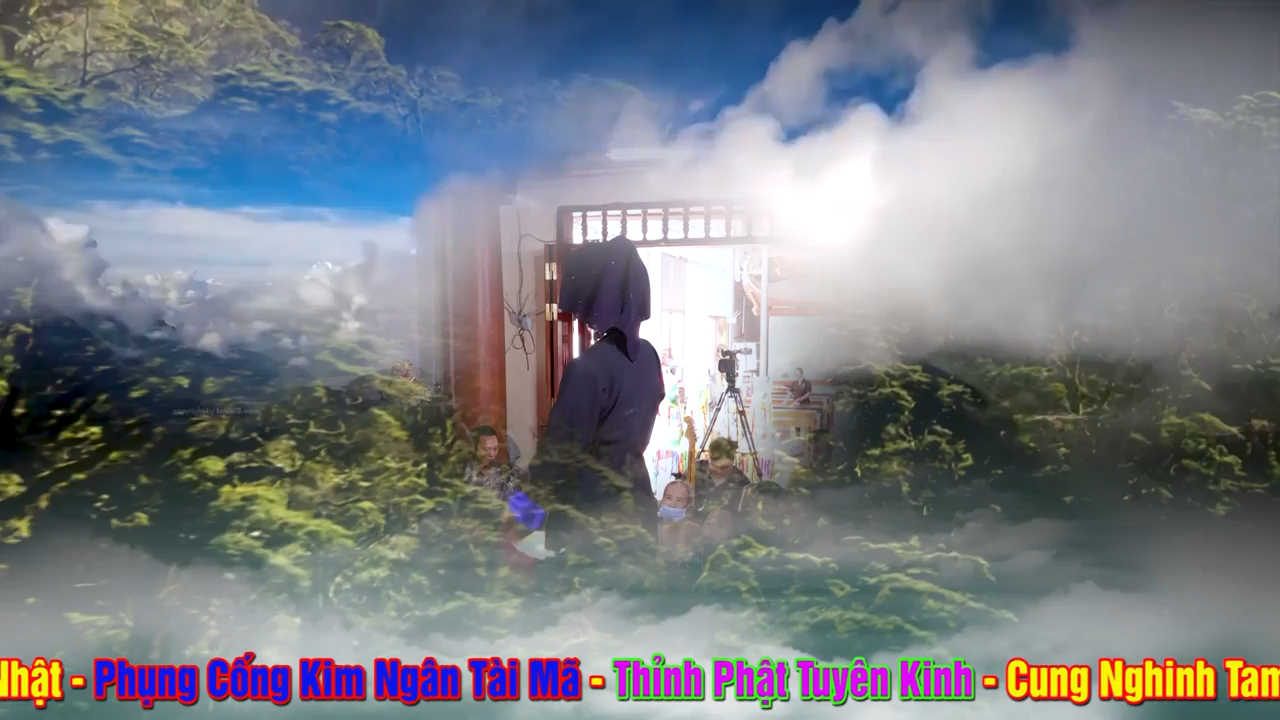 Nhật - Phụng Cống Kim Ngân Tài Mã - Thỉnh Phật Tuyên Kinh - Cung Nghinh Tam